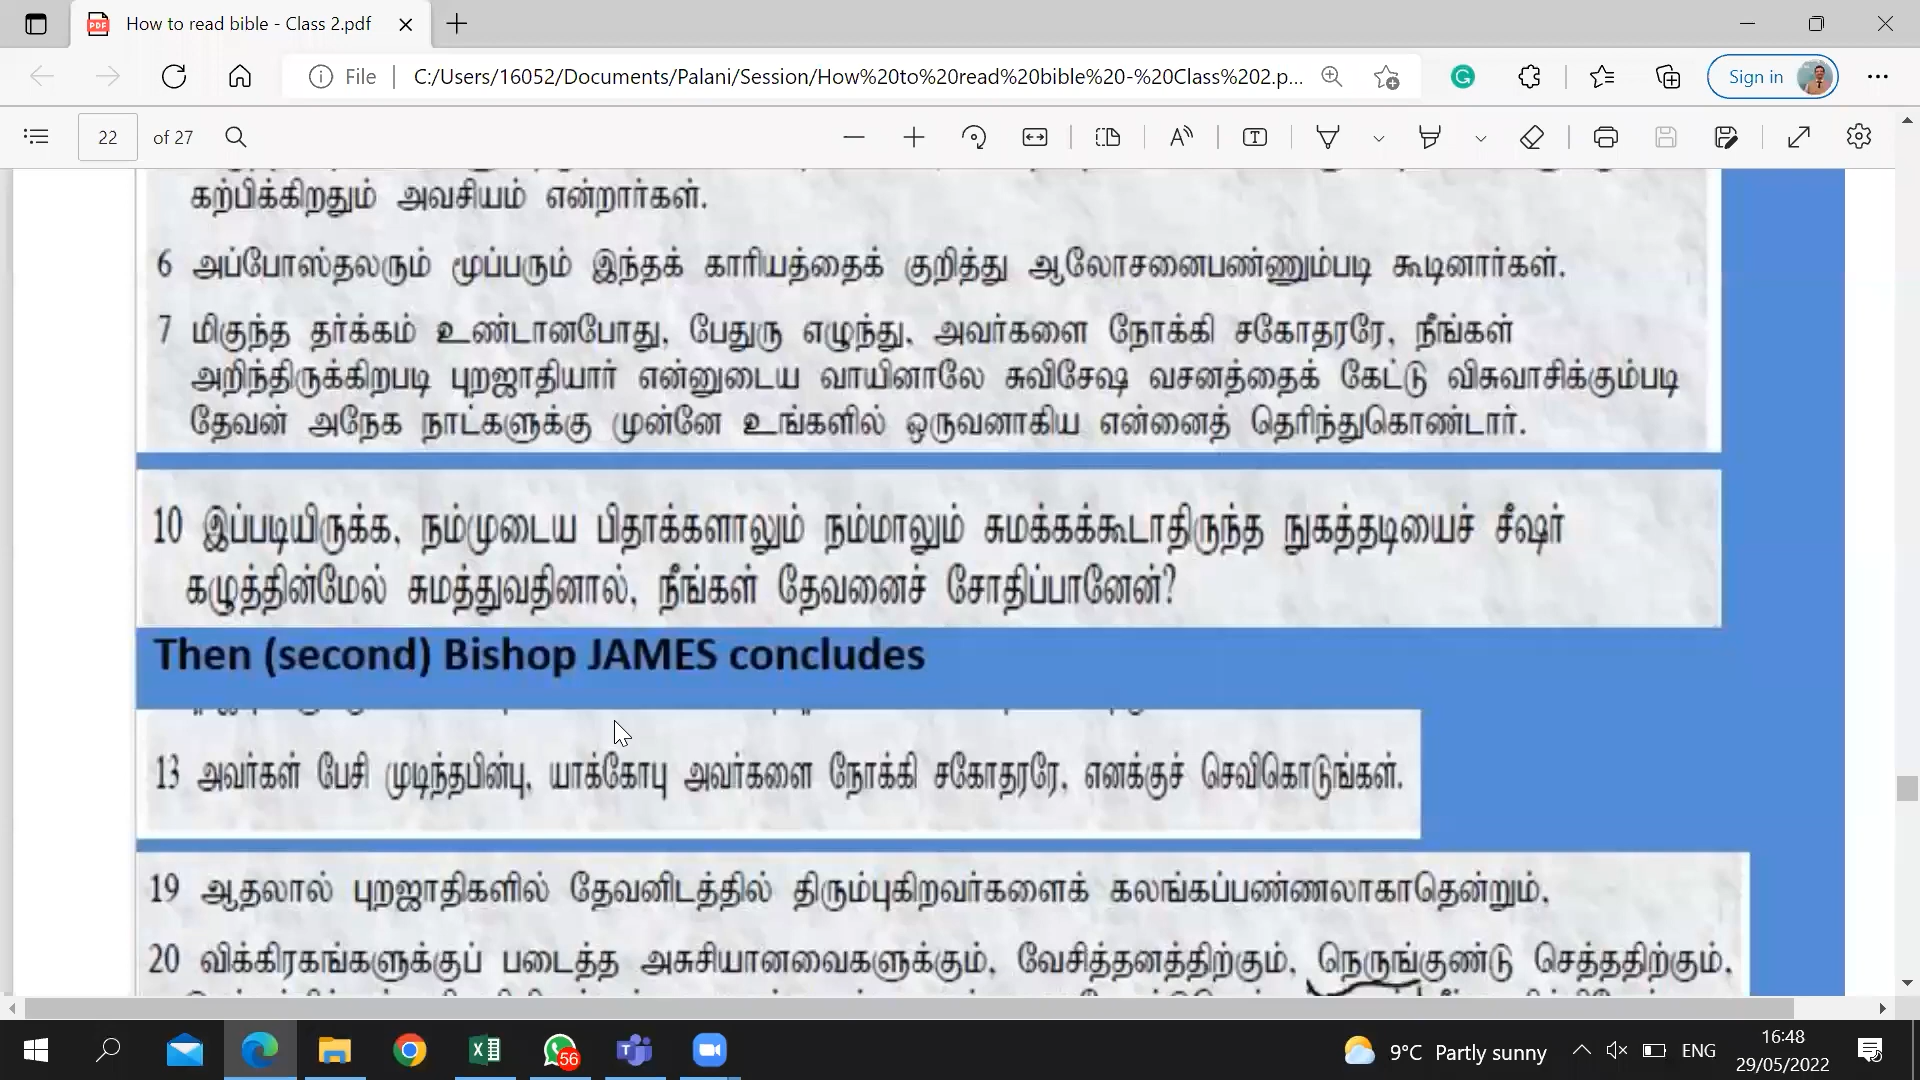 How to read bible - Class 2.pdf
File
C:/Users/16052/Documents/Palani/Session/How%20to%20read%20bible%20-%20Class%202.p...
Sign in
22 of 27
கற்பிக்கிறதும் அவசியம் என்றார்கள்.
6 அப்போஸ்தலரும் மூப்பரும் இந்தக் காரியத்தைக் குறித்து ஆலோசனைபண்ணும்படி கூடினார்கள்.
7 மிகுந்த தர்க்கம் உண்டானபோது, பேதுரு எழுந்து, அவர்களை நோக்கி சகோதரரே, நீங்கள்
அறிந்திருக்கிறபடி புறஜாதியார் என்னுடைய வாயினாலே சுவிசேஷ வசனத்தைக் கேட்டு விசுவாசிக்கும்படி
தேவன் அநேக நாட்களுக்கு முன்னே உங்களில் ஒருவனாகிய என்னைத் தெரிந்துகொண்டார்.
10 இப்படியிருக்க, நம்முடைய பிதாக்களாலும் நம்மாலும் சுமக்கக்கூடாதிருந்த நுகத்தடியைச் சீஷர்
கழுத்தின்மேல் சுமத்துவதினால், நீங்கள் தேவனைச் சோதிப்பானேன்?
Then (second) Bishop JAMES concludes
13 அவர்கள் பேசி முடிந்தபின்பு, யாக்கோபு அவர்களை நோக்கி சகோதரரே, எனக்குச் செவிகொடுங்கள்.
19 ஆதலால் புறஜாதிகளில் தேவனிடத்தில் திரும்புகிறவர்களைக் கலங்கப்பண்ணலாகாதென்றும்,
20 விக்கிரகங்களுக்குப் படைத்த அசுசியானவைகளுக்கும், வேசித்தனத்திற்கும், நெருங்குண்டு செத்ததிற்கும்,
56
9°C Partly sunny
ENG
16:48
29/05/2022